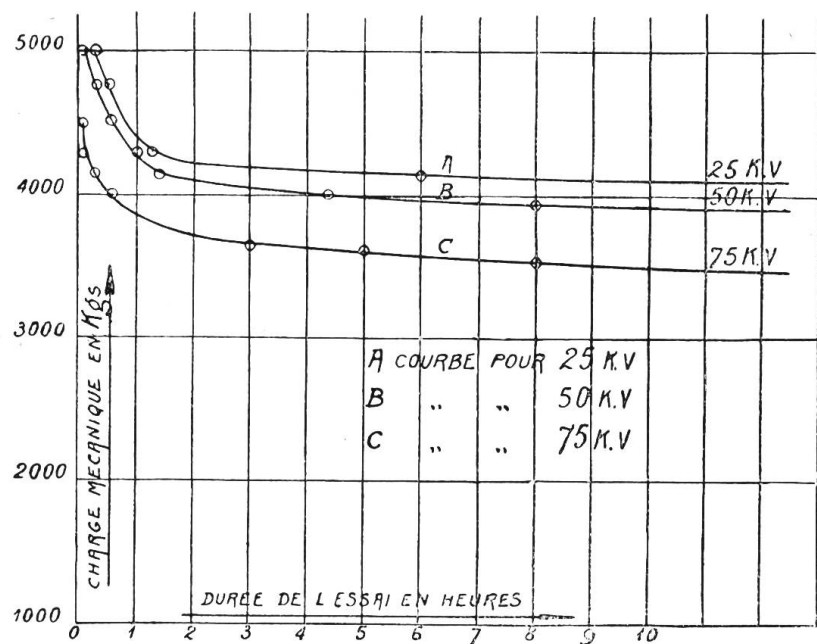 5000
4000
3000
2000
1000
CHARGE MECANIQUE EN Kgs
A
B
C
25 K.V
50 K.V
75 K.V
A COURBE POUR 25 K.V
B „ „ 50 K.V
C „ „ 75 K.V
DUREE DE L ESSAI EN HEURES
0 1 2 3 4 5 6 7 8 9 10